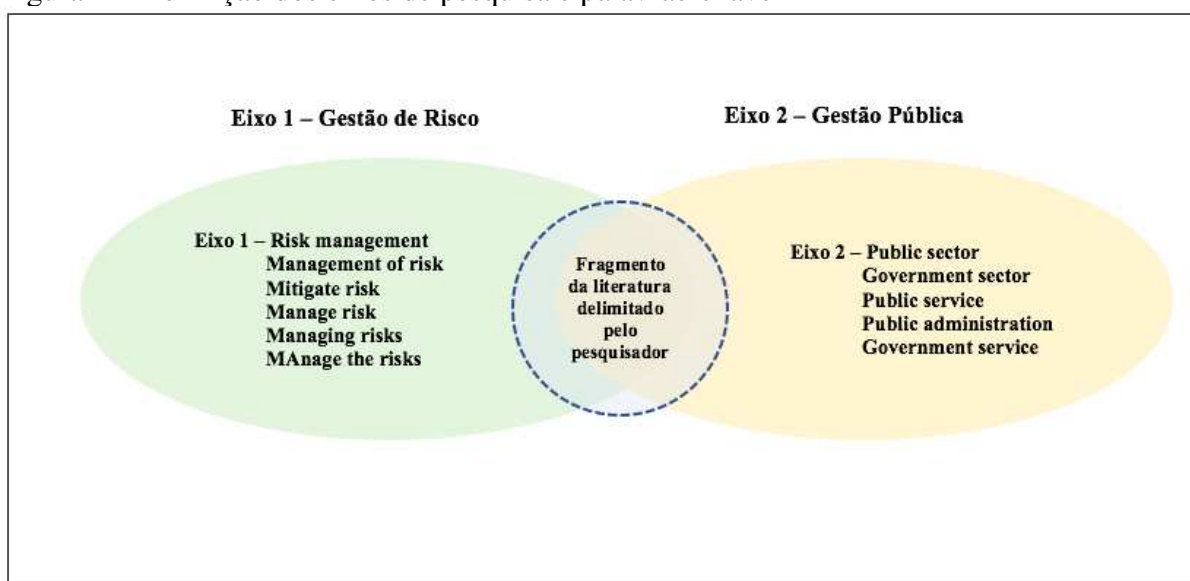 Eixo 1 – Gestão de Risco
Eixo 2 – Gestão Pública
Eixo 1 – Risk management
Management of risk
Mitigate risk
Manage risk
Managing risks
MAnage the risks
Fragmento
da literatura
delimitado
pelo
pesquisador
Eixo 2 – Public sector
Government sector
Public service
Public administration
Government service